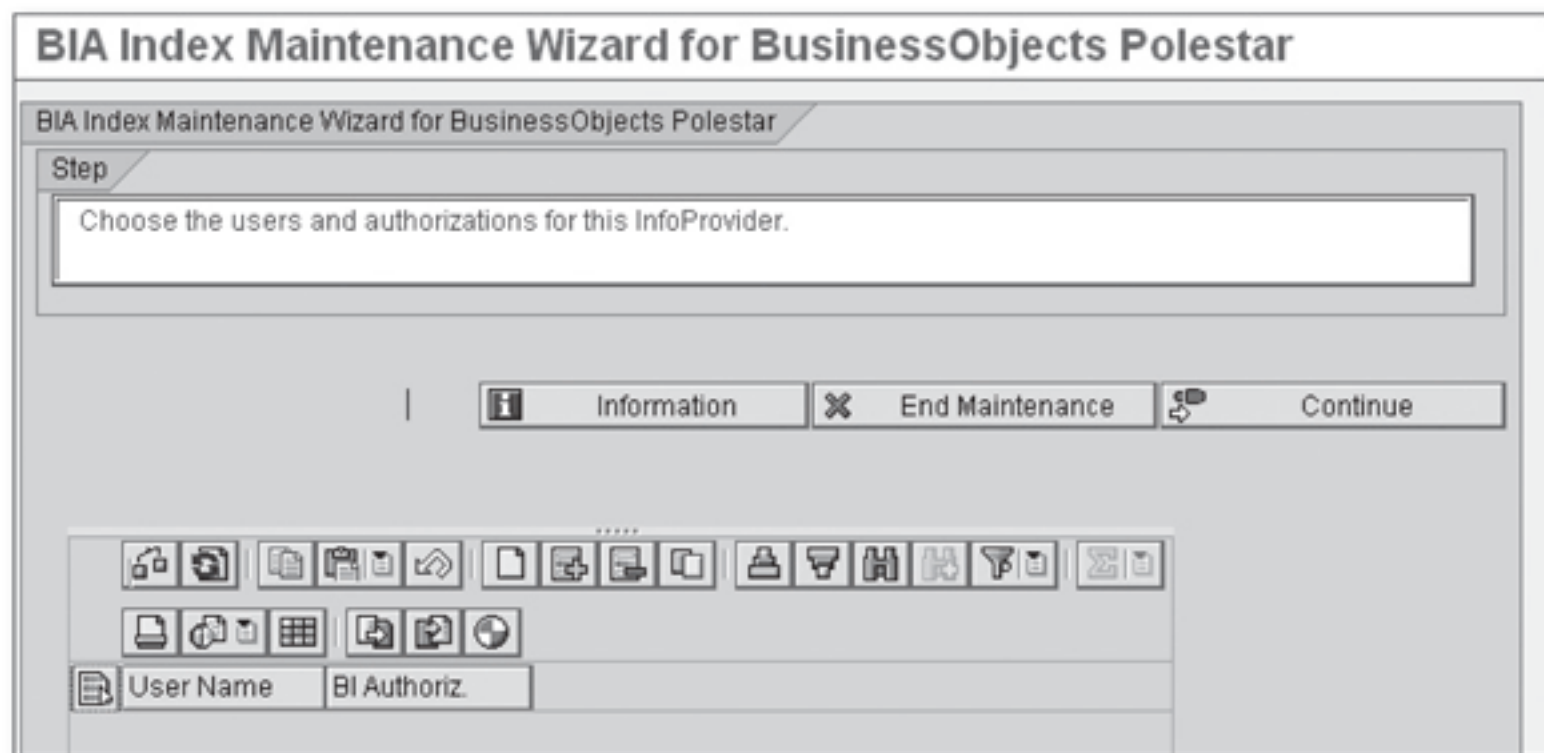 BIA Index Maintenance Wizard for BusinessObjects Polestar
BIA Index Maintenance Wizard for BusinessObjects Polestar
Step
Choose the users and authorizations for this InfoProvider.
Information
End Maintenance
Continue
User Name
BI Authoriz.